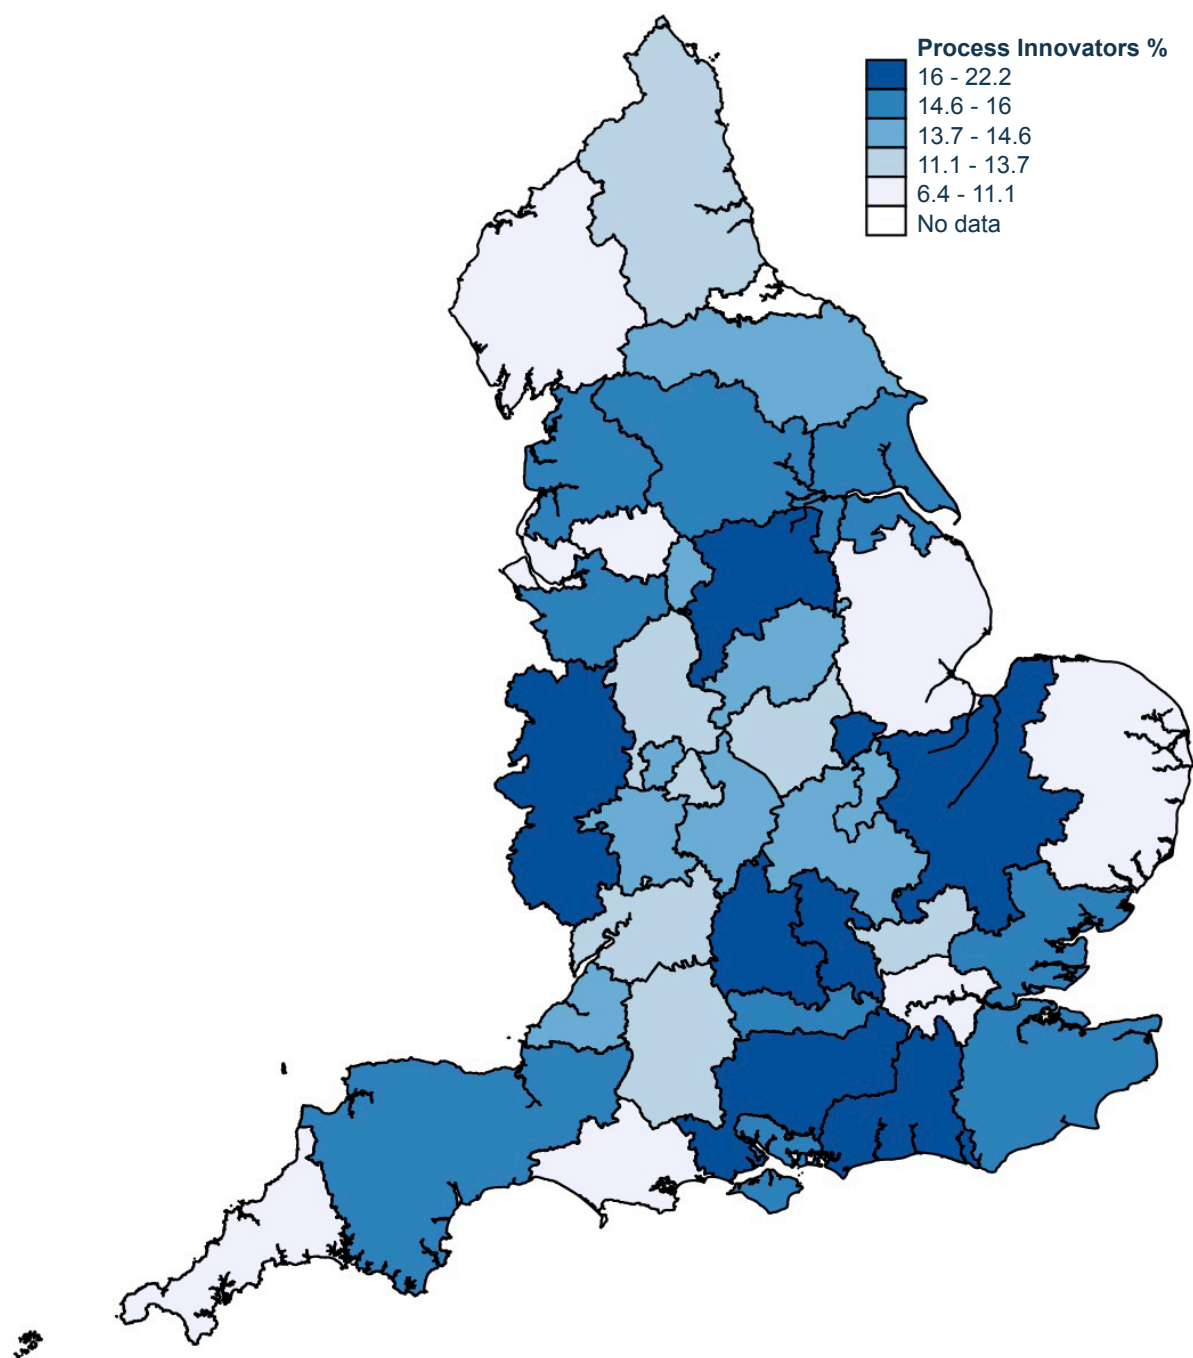 Process Innovators %
16 - 22.2
14.6 - 16
13.7 - 14.6
11.1 - 13.7
6.4 - 11.1
No data